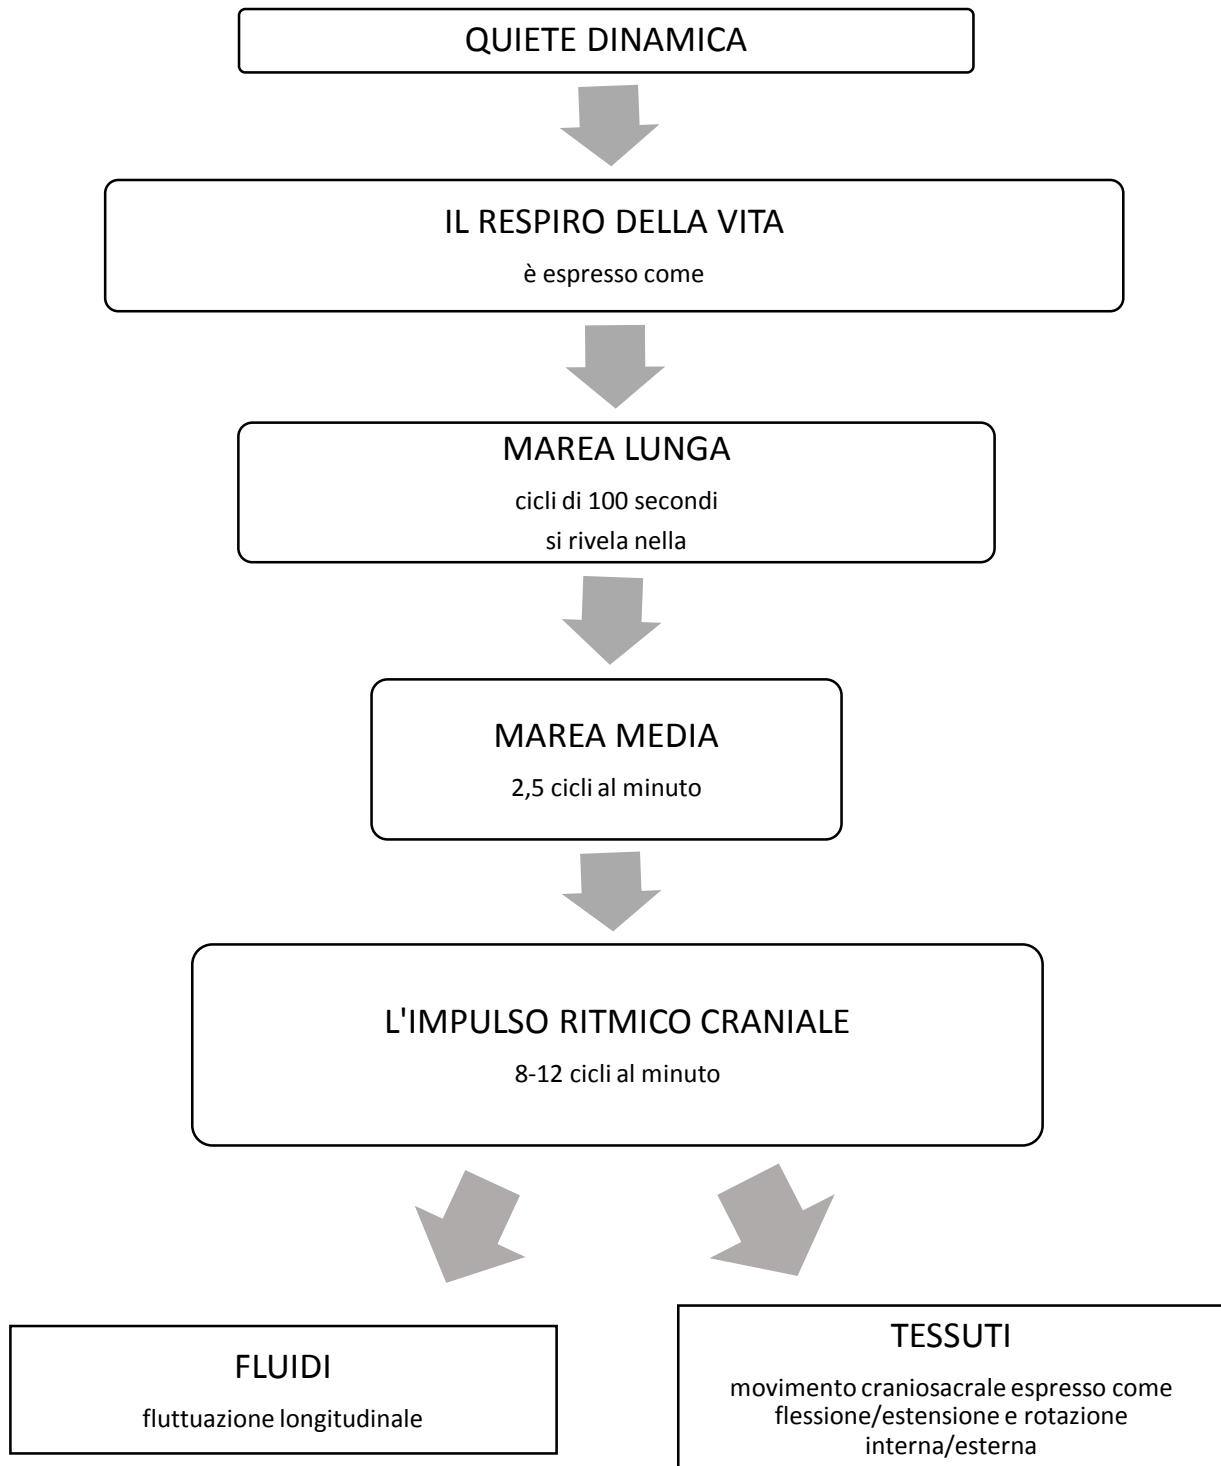 QUIETE DINAMICA
IL RESPIRO DELLA VITA
è espresso come
MAREA LUNGA
cicli di 100 secondi
si rivela nella
MAREA MEDIA
2,5 cicli al minuto
L'IMPULSO RITMICO CRANIALE
8-12 cicli al minuto
FLUIDI
fluttuazione longitudinale
TESSUTI
movimento craniosacrale espresso come
flessione/estensione e rotazione
interna/esterna